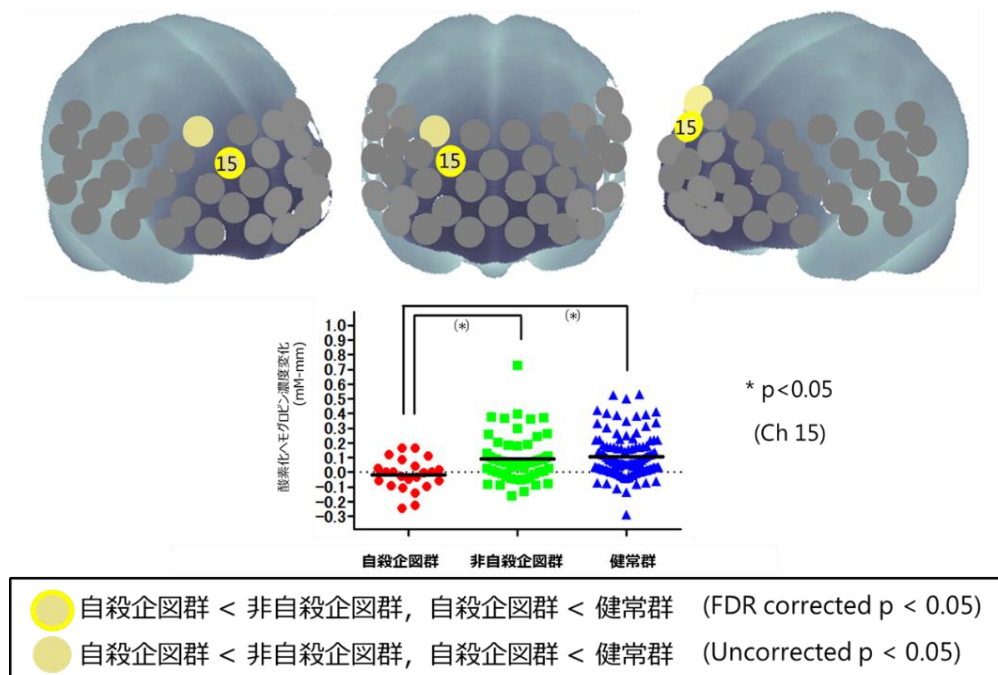 15
15
15
酸素化ヘモグロビン濃度変化
(mM-mm)
1.0
0.9
0.8
0.7
0.6
0.5
0.4
0.3
0.2
0.1
0.0
-0.1
-0.2
-0.3
(*)
(*)
自殺企図群 非自殺企図群 健常群
* p<0.05
(Ch 15)
自殺企図群 < 非自殺企図群, 自殺企図群 < 健常群 (FDR corrected p < 0.05)
自殺企図群 < 非自殺企図群, 自殺企図群 < 健常群 (Uncorrected p < 0.05)